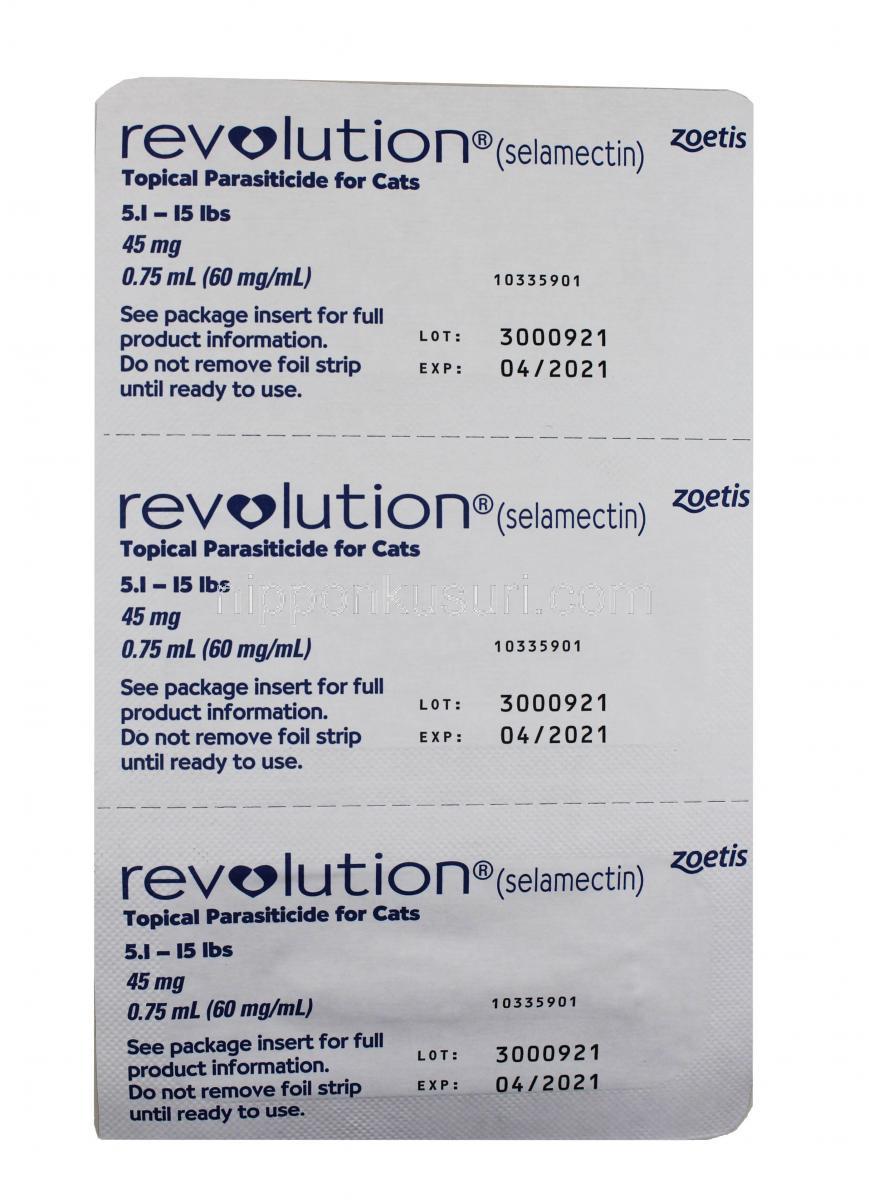 revolution® (selamectin) zoetis
Topical Parasiticide for Cats
5.1 – 15 lbs
45 mg
0.75 mL (60 mg/mL) 10335901
See package insert for full
product information. LOT: 3000921
Do not remove foil strip EXP: 04/2021
until ready to use.
revolution® (selamectin) zoetis
Topical Parasiticide for Cats
5.1 – 15 lbs
nipponkusuri.com
45 mg
0.75 mL (60 mg/mL) 10335901
See package insert for full
product information. LOT: 3000921
Do not remove foil strip EXP: 04/2021
until ready to use.
revolution® (selamectin) zoetis
Topical Parasiticide for Cats
5.1 – 15 lbs
45 mg
0.75 mL (60 mg/mL) 10335901
See package insert for full
product information. LOT: 3000921
Do not remove foil strip EXP: 04/2021
until ready to use.